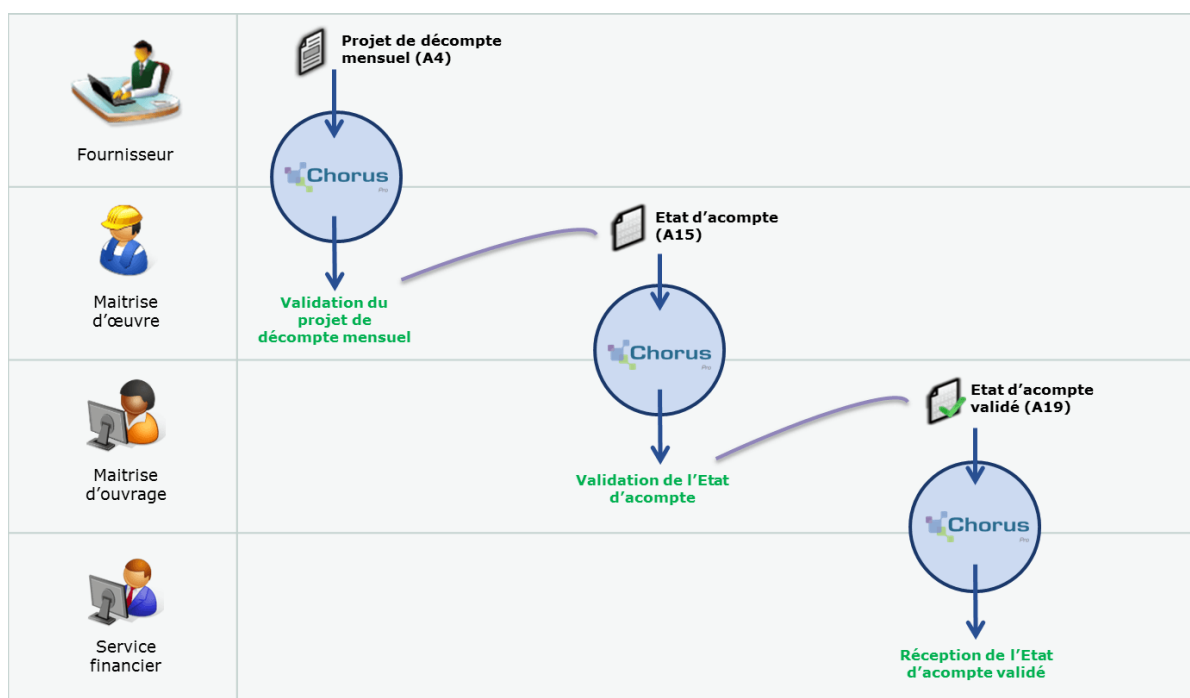 Projet de décompte
mensuel (A4)
Fournisseur
Chorus
Pro
Etat d'acompte
(A15)
Maitrise
d'œuvre
Validation du
projet de
décompte mensuel
Chorus
Pro
Etat d'acompte
validé (A19)
Maitrise
d'ouvrage
Validation de l'Etat
d'acompte
Chorus
Pro
Service
financier
Réception de l'Etat
d'acompte validé